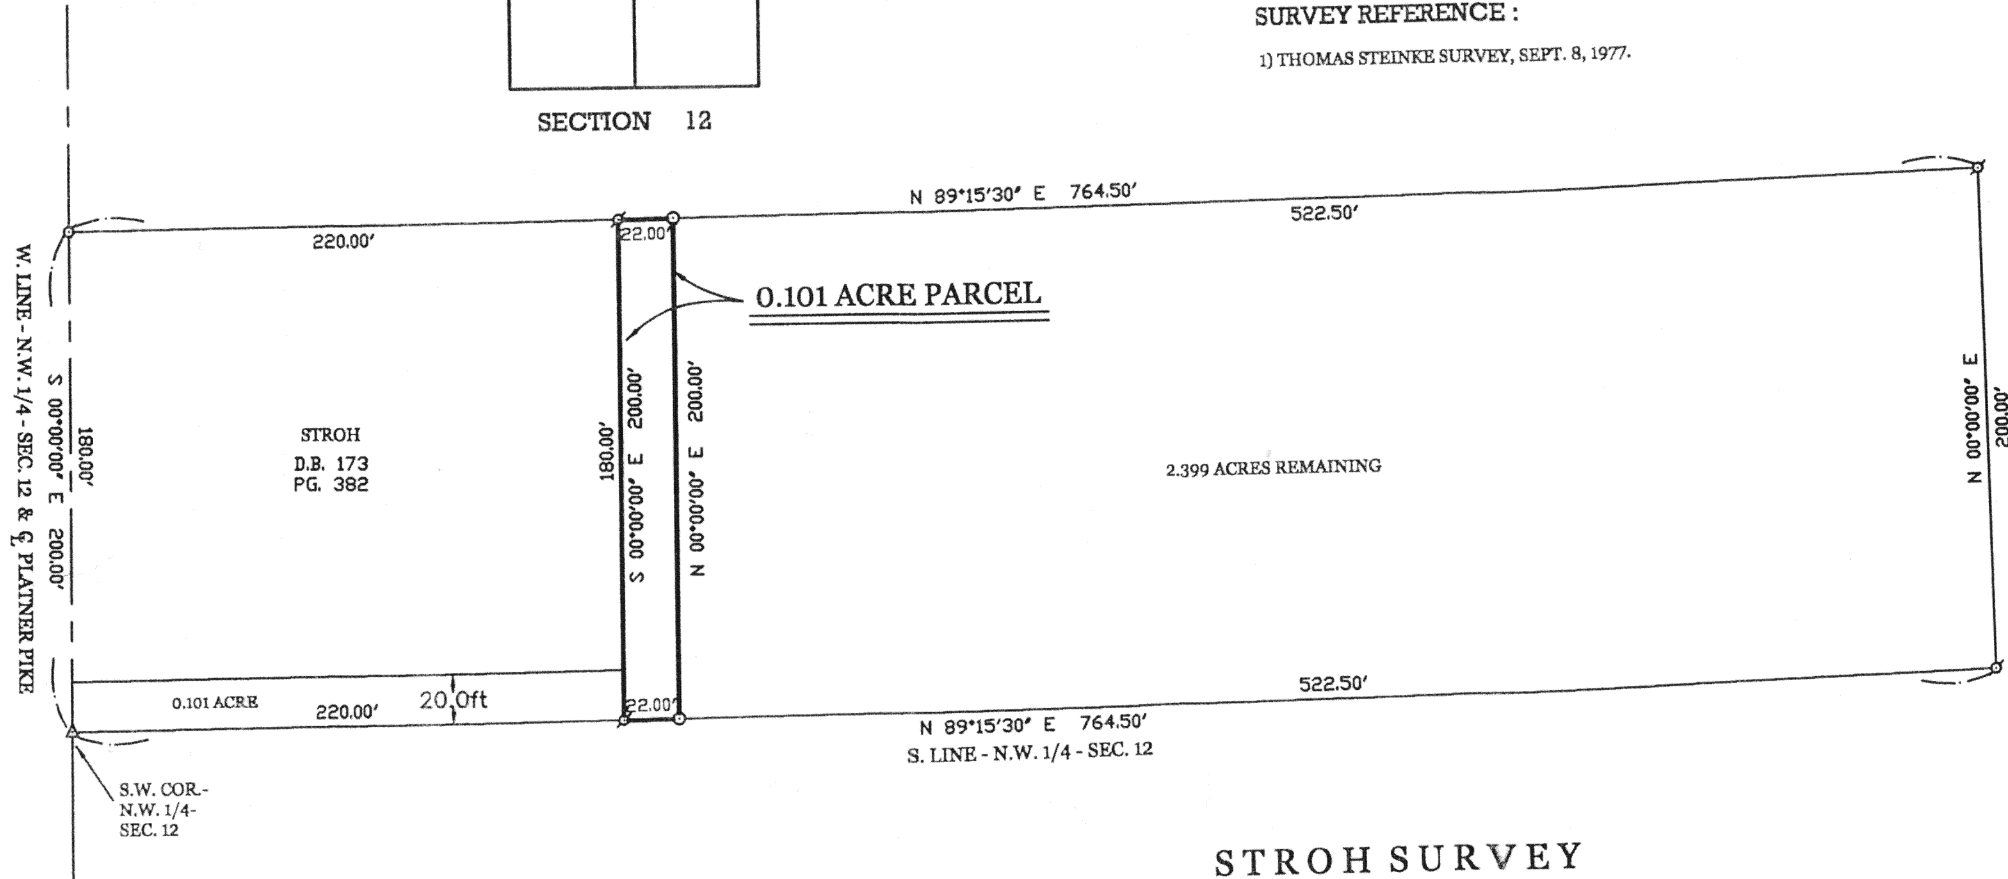 SURVEY REFERENCE :
1) THOMAS STEINKE SURVEY, SEPT. 8, 1977.
SECTION 12
N 89°15'30" E 764.50'
220.00'
22.00'
522.50'
0.101 ACRE PARCEL
W. LINE - N.W. 1/4 - SEC. 12 & ℄ PLATNER PIKE
S 00°00'00" E 200.00'
180.00'
STROH
D.B. 173
PG. 382
180.00'
S 00°00'00" E 200.00'
N 00°00'00" E 200.00'
2.399 ACRES REMAINING
N 00°00'00" E
200.00'
0.101 ACRE
220.00'
20.0ft
22.00'
522.50'
N 89°15'30" E 764.50'
S. LINE - N.W. 1/4 - SEC. 12
S.W. COR.-
N.W. 1/4-
SEC. 12
STROH SURVEY